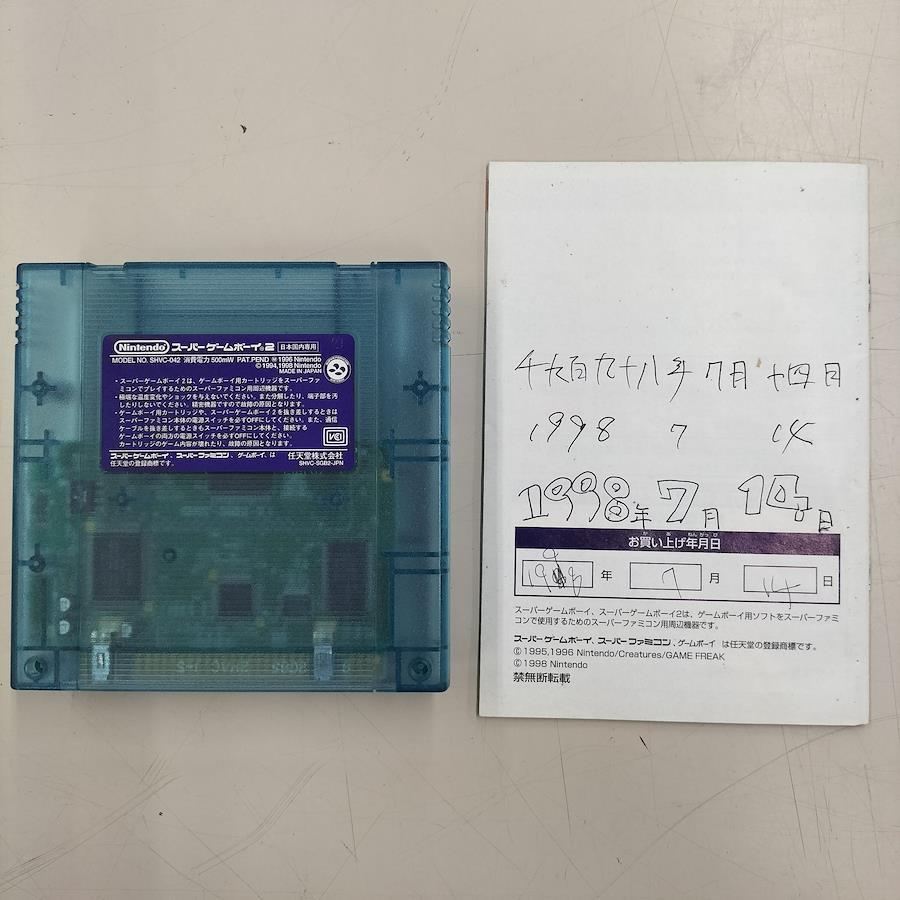 Nintendo スーパーゲームボーイ2 日本国内専用
MODEL NO. SHVC-042 消費電力 500mW PAT.PEND Ⓜ1996 Nintendo
©1994,1998 Nintendo
MADE IN JAPAN
・スーパーゲームボーイ2は、ゲームボーイ用カートリッジをスーパーファ
ミコンでプレイするためのスーパーファミコン用周辺機器です。
・極端な温度変化やショックを与えないでください。また分解したり、端子部を汚
したりしないでください。精密機器ですので故障の原因となります。
・ゲームボーイ用カートリッジや、スーパーゲームボーイ2を抜き差しするときは
スーパーファミコン本体の電源スイッチを必ずOFFにしてください。また、通信
ケーブルを抜き差しするときもスーパーファミコン本体と、接続する
ゲームボーイの両方の電源スイッチを必ずOFFにしてください。
カートリッジのゲーム内容が壊れたり、故障の原因となります。
VCI
スーパーゲームボーイ、スーパーファミコン、ゲームボーイ、は
任天堂の登録商標です。
任天堂株式会社
SHVC-SGB2-JPN
千九百九十八年 7月 十四日
1998 7 14
1998年 7月 14日
お買い上げ年月日
か あ ねん がっ ぴ
1998 年 7 月 14 日
スーパーゲームボーイ、スーパーゲームボーイ2は、ゲームボーイ用ソフトをスーパーファミ
コンで使用するためのスーパーファミコン用周辺機器です。
スーパーゲームボーイ、スーパーファミコン、ゲームボーイ は任天堂の登録商標です。
©1995,1996 Nintendo/Creatures/GAME FREAK
©1998 Nintendo
禁無断転載